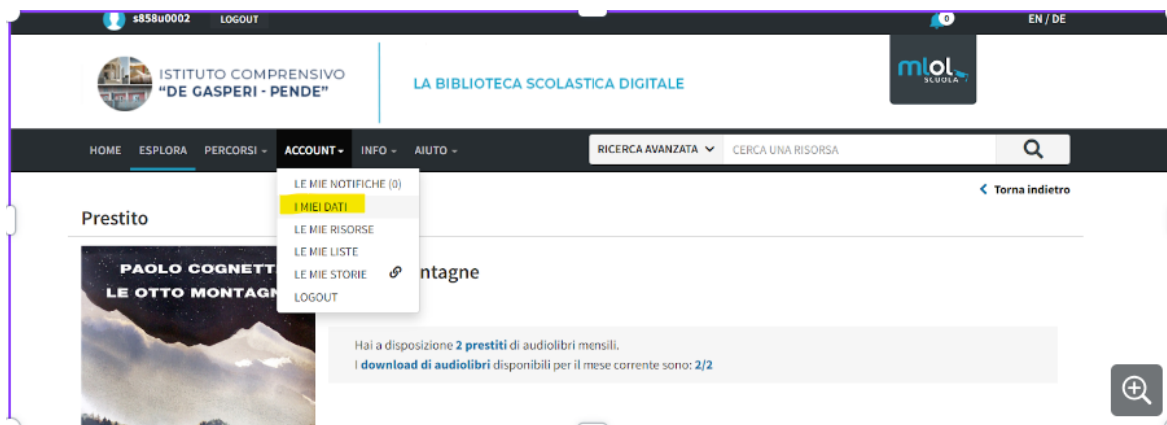 s858u0002 LOGOUT 0 EN / DE
ISTITUTO COMPRENSIVO
"DE GASPERI - PENDE"
LA BIBLIOTECA SCOLASTICA DIGITALE
mlol
SCUOLA
HOME ESPLORA PERCORSI ACCOUNT INFO AIUTO RICERCA AVANZATA CERCA UNA RISORSA
LE MIE NOTIFICHE (0)
I MIEI DATI
LE MIE RISORSE
LE MIE LISTE
LE MIE STORIE
LOGOUT
Torna indietro
Prestito
PAOLO COGNETT
LE OTTO MONTAGN
ntagne
Hai a disposizione 2 prestiti di audiolibri mensili.
I download di audiolibri disponibili per il mese corrente sono: 2/2